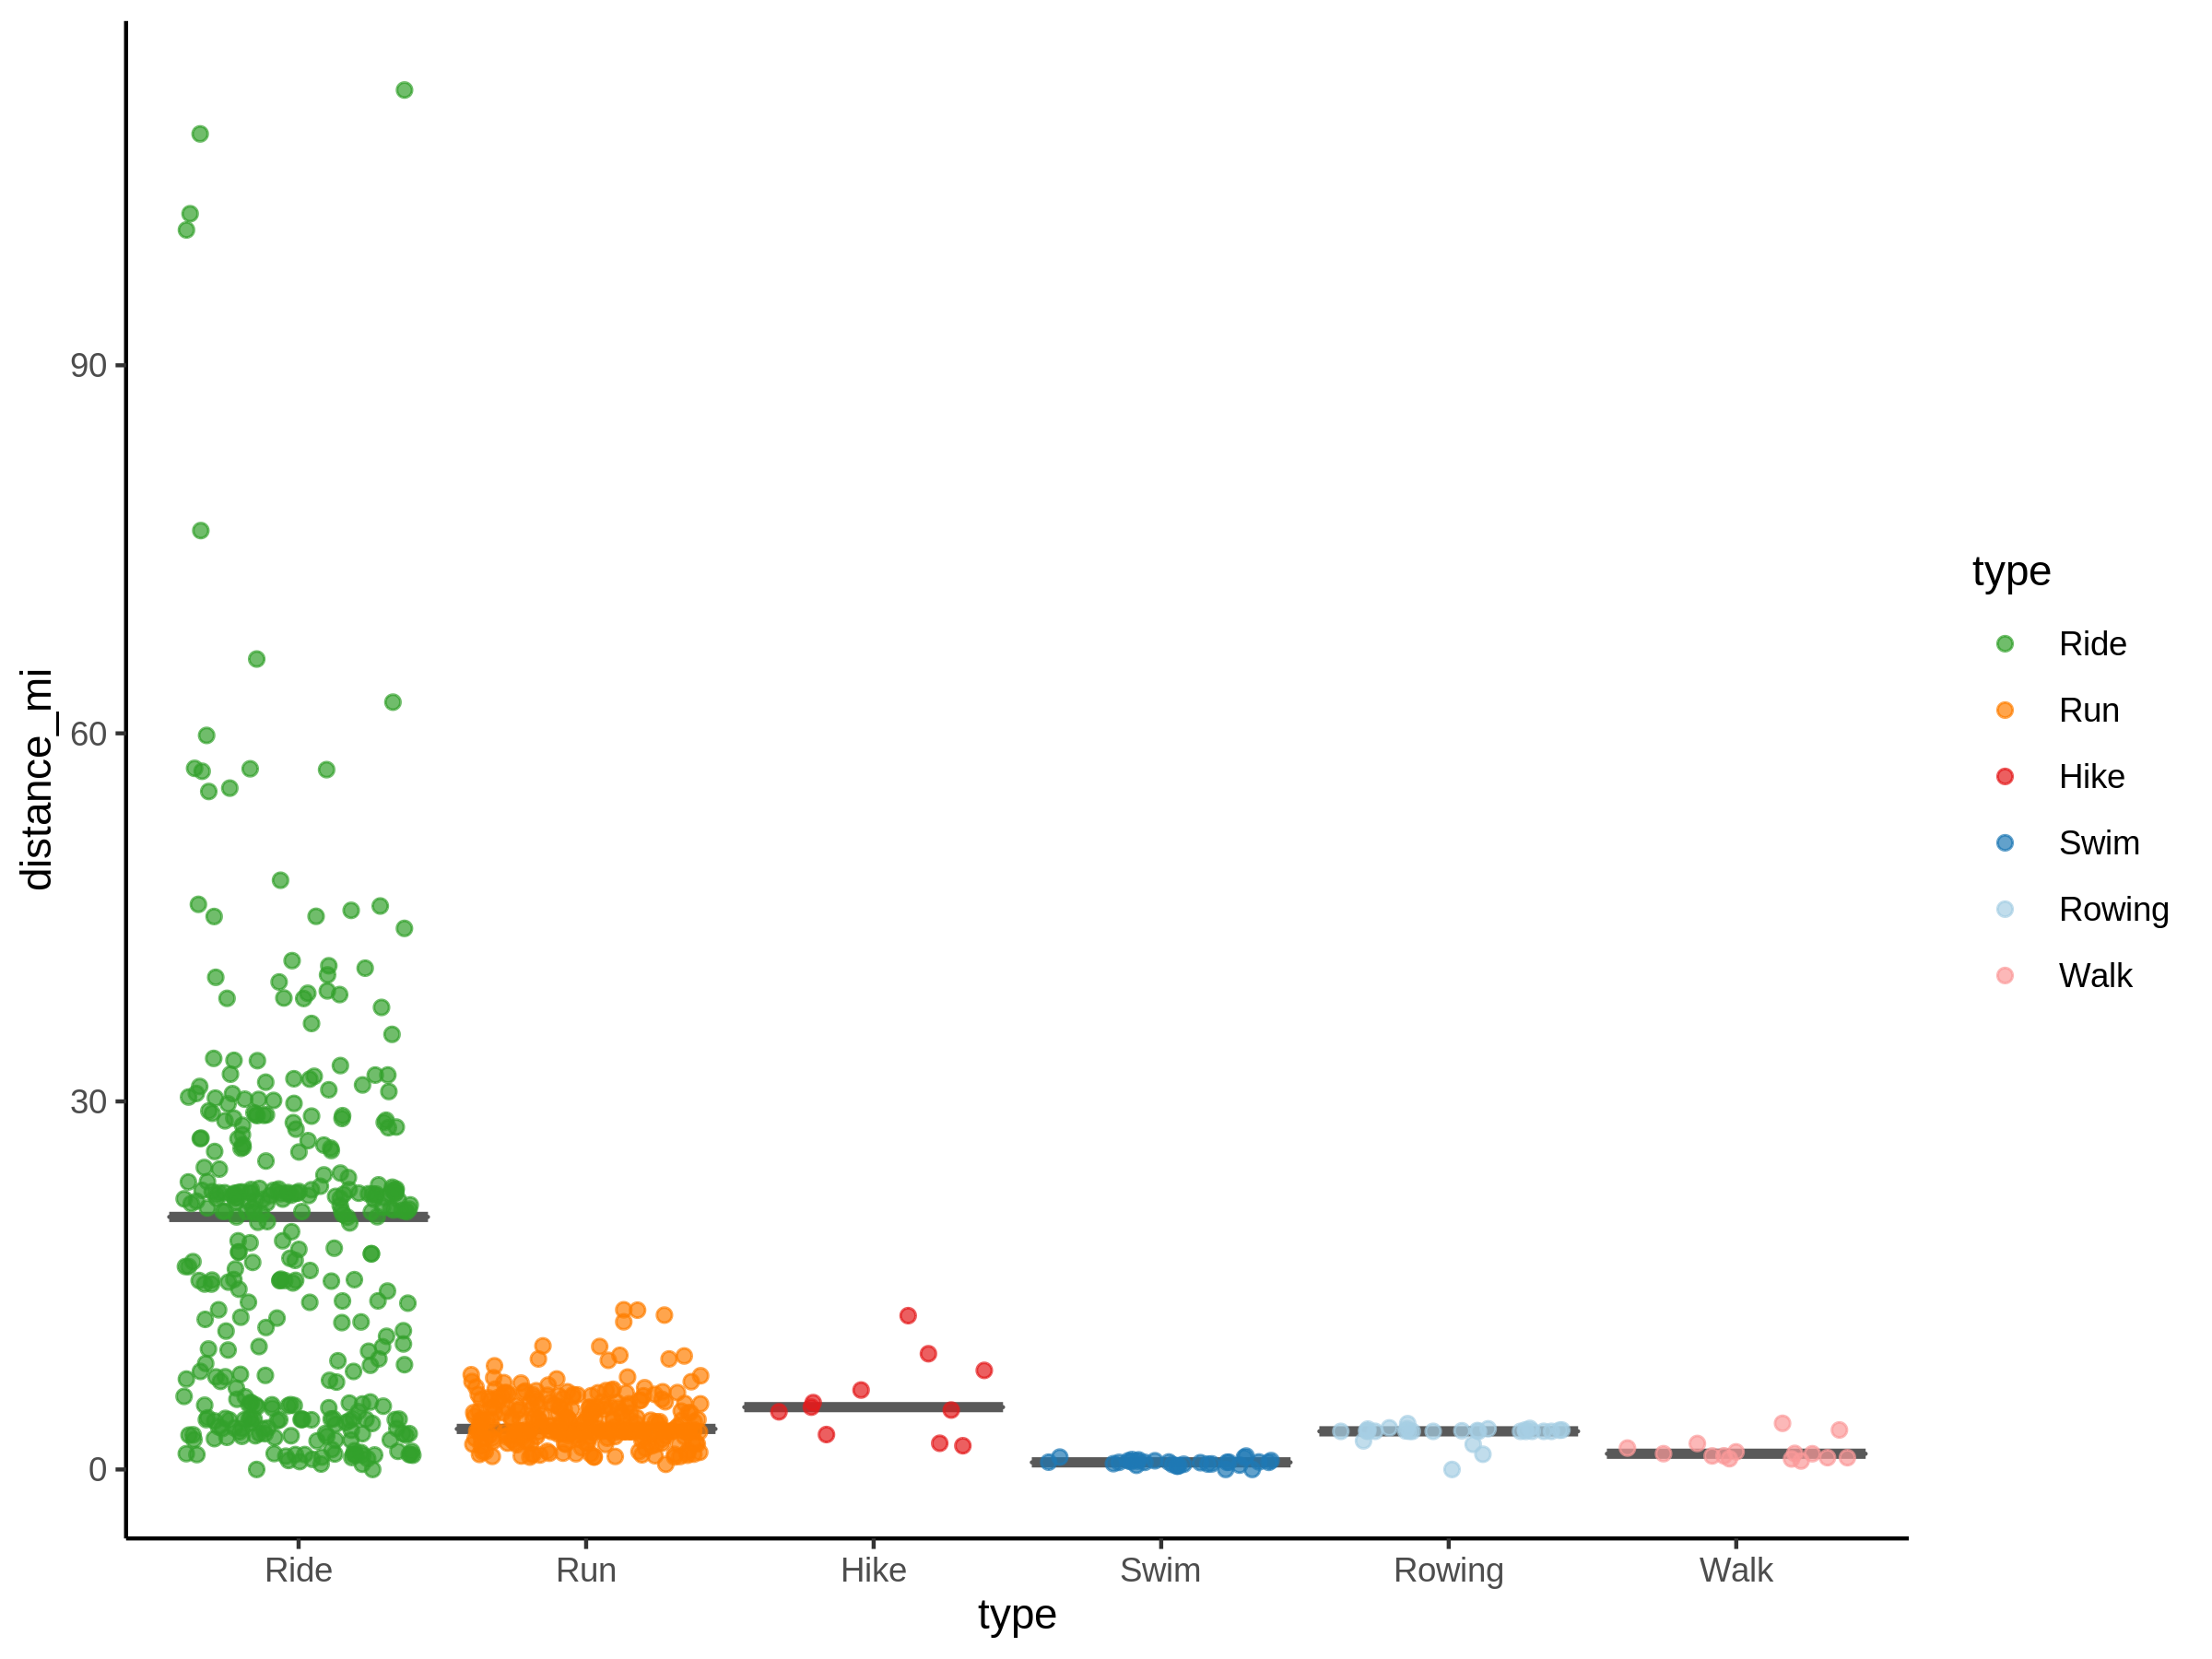 distance_mi
90
60
30
0
Ride
Run
Hike
Swim
Rowing
Walk
type
type
Ride
Run
Hike
Swim
Rowing
Walk